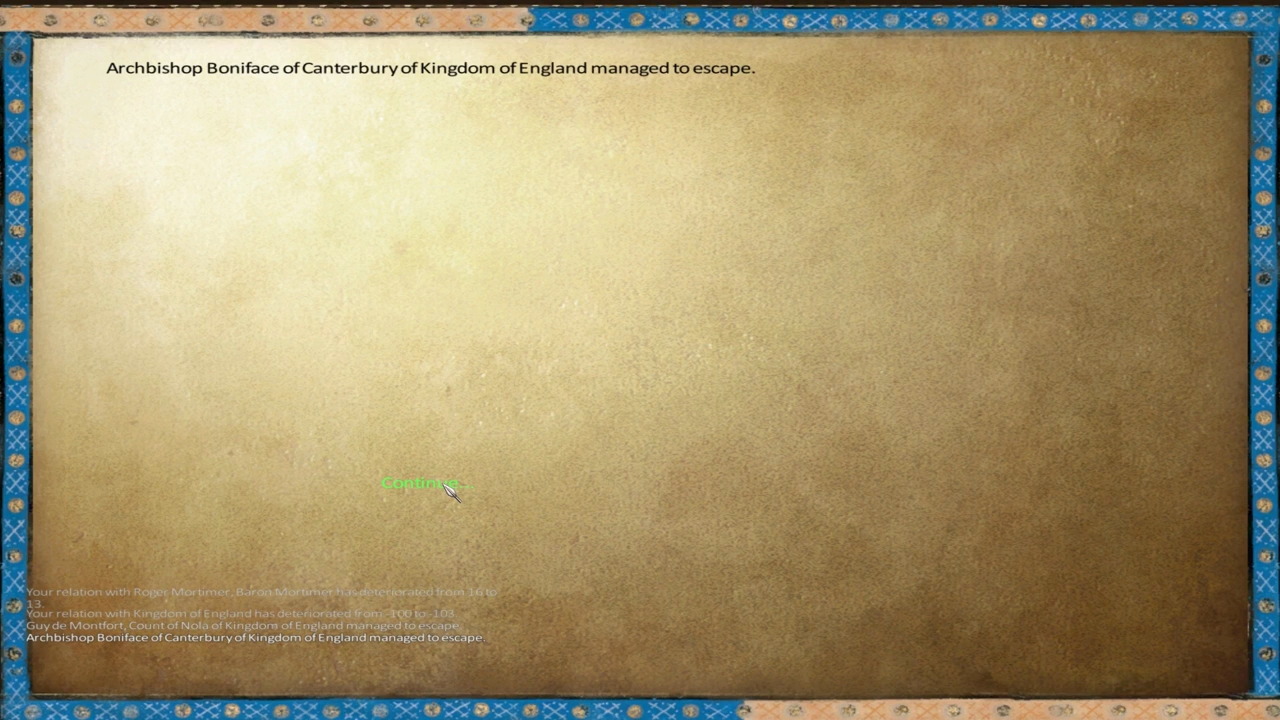 Archbishop Boniface of Canterbury of Kingdom of England managed to escape.
Continue...
Your relation with Roger Mortimer, Baron Mortimer has deteriorated from 16 to
13.
Your relation with Kingdom of England has deteriorated from -100 to -103.
Guy de Montfort, Count of Nola of Kingdom of England managed to escape.
Archbishop Boniface of Canterbury of Kingdom of England managed to escape.